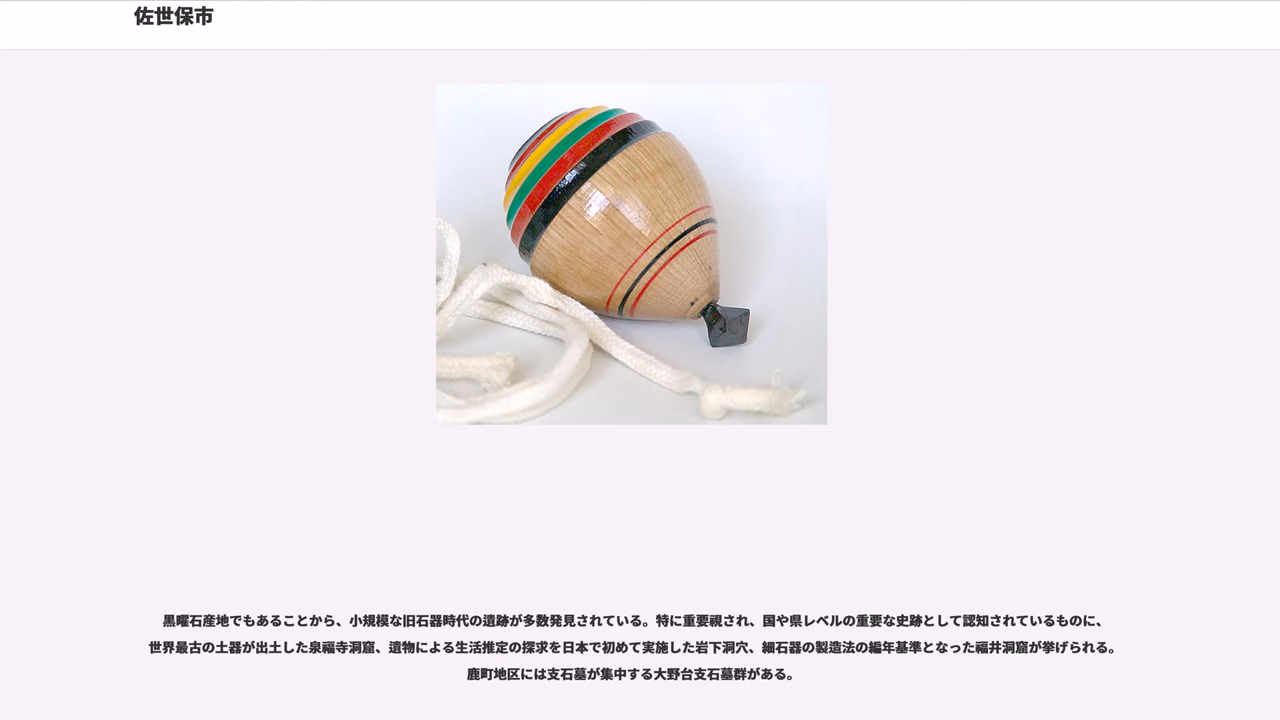 佐世保市
黒曜石産地でもあることから、小規模な旧石器時代の遺跡が多数発見されている。特に重要視され、国や県レベルの重要な史跡として認知されているものに、
世界最古の土器が出土した泉福寺洞窟、遺物による生活推定の探求を日本で初めて実施した岩下洞穴、細石器の製造法の編年基準となった福井洞窟が挙げられる。
鹿町地区には支石墓が集中する大野台支石墓群がある。